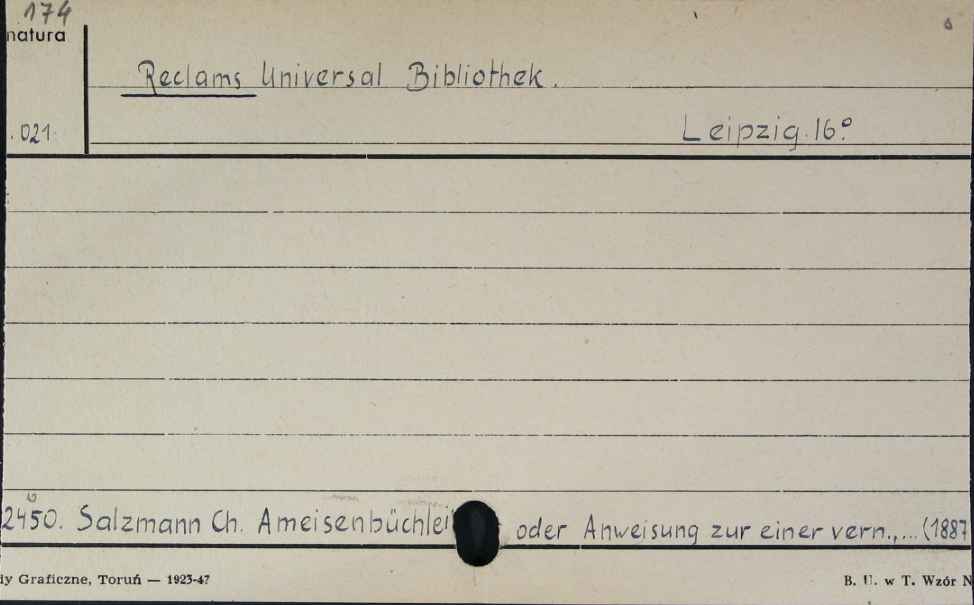 174
natura
Reclams Universal Bibliothek.
. 021.
Leipzig. 16°
2450. Salzmann Ch. Ameisenbüchlei oder Anweisung zur einer vern.,... (1887
dy Graficzne, Toruń — 1923-47
B. U. w T. Wzór N